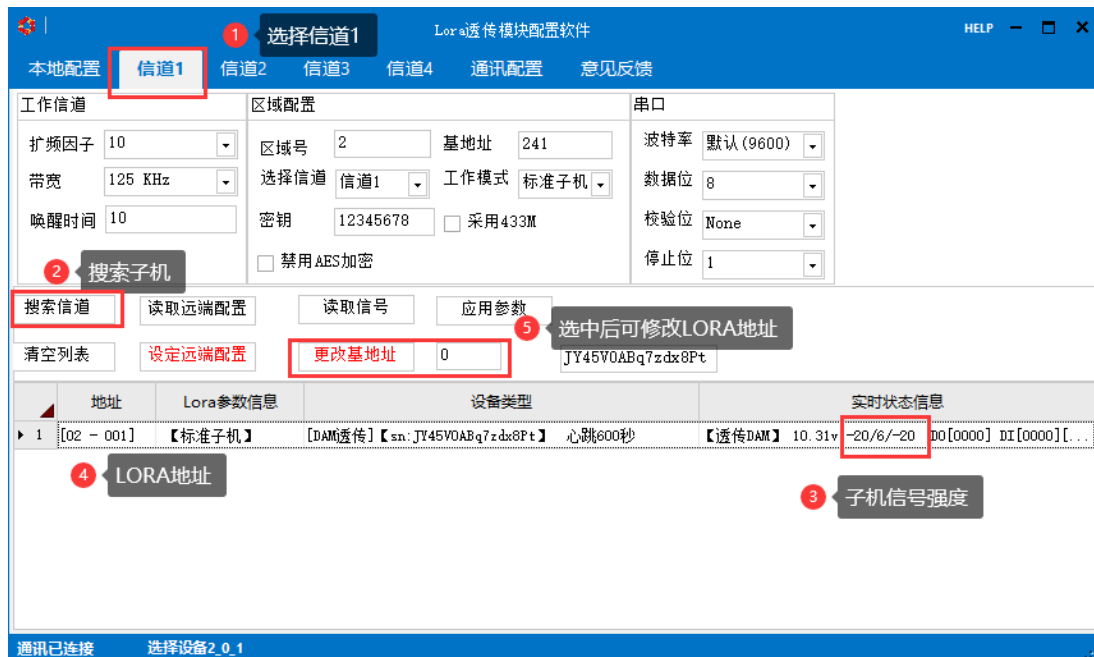 1 选择信道1
Lora透传模块配置软件
HELP
本地配置 信道1 信道2 信道3 信道4 通讯配置 意见反馈
工作信道
扩频因子 10
带宽 125 KHz
唤醒时间 10
区域配置
区域号 2 基地址 241
选择信道 信道1 工作模式 标准子机
密钥 12345678 采用433M
禁用AES加密
串口
波特率 默认(9600)
数据位 8
校验位 None
停止位 1
2 搜索子机
搜索信道 读取远端配置 读取信号 应用参数
5 选中后可修改LORA地址
清空列表 设定远端配置 更改基地址 0 JY45V0ABq7zdx8Pt
地址 Lora参数信息 设备类型 实时状态信息
1 [02 - 001] 【标准子机】 [DAM透传]【sn:JY45V0ABq7zdx8Pt】 心跳600秒 【透传DAM】 10.31v -20/6/-20 DO[0000] DI[0000][...
4 LORA地址
3 子机信号强度
通讯已连接 选择设备2_0_1